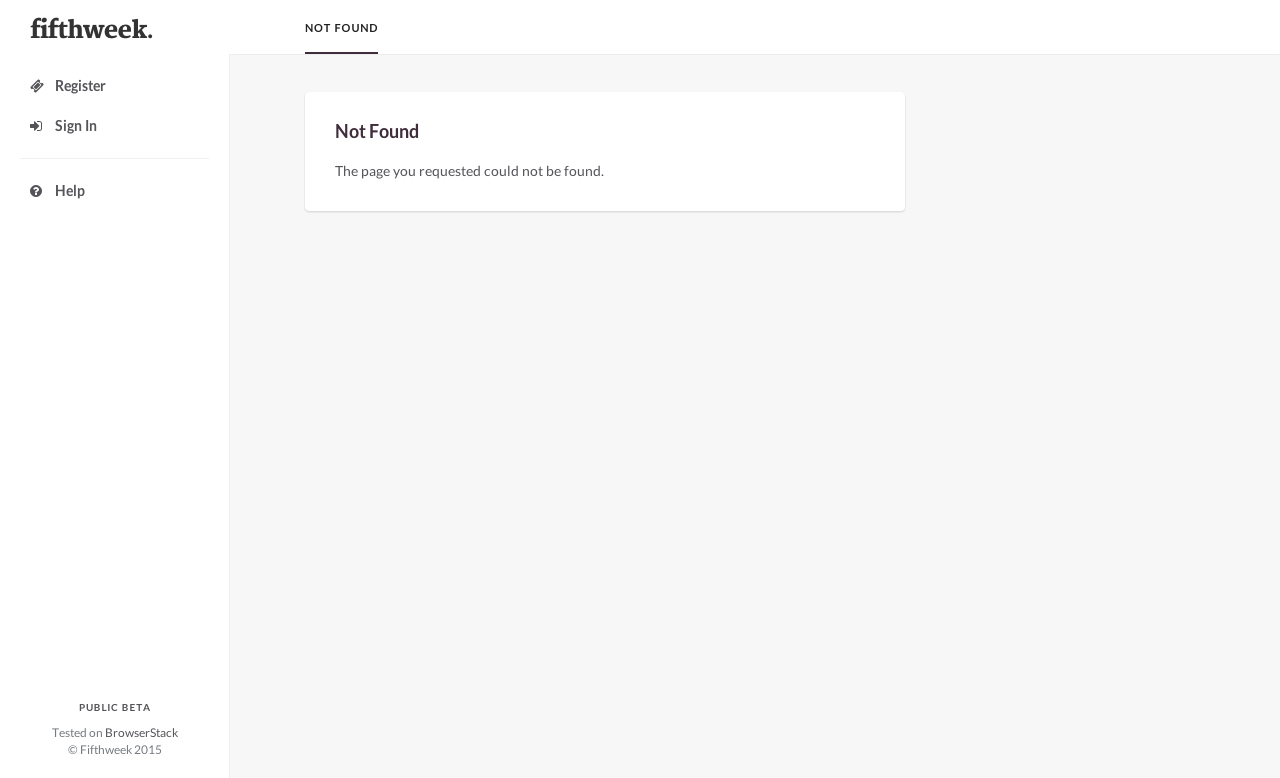 fifthweek.
Register
Sign In
Help
PUBLIC BETA
Tested on BrowserStack
© Fifthweek 2015
NOT FOUND
Not Found
The page you requested could not be found.